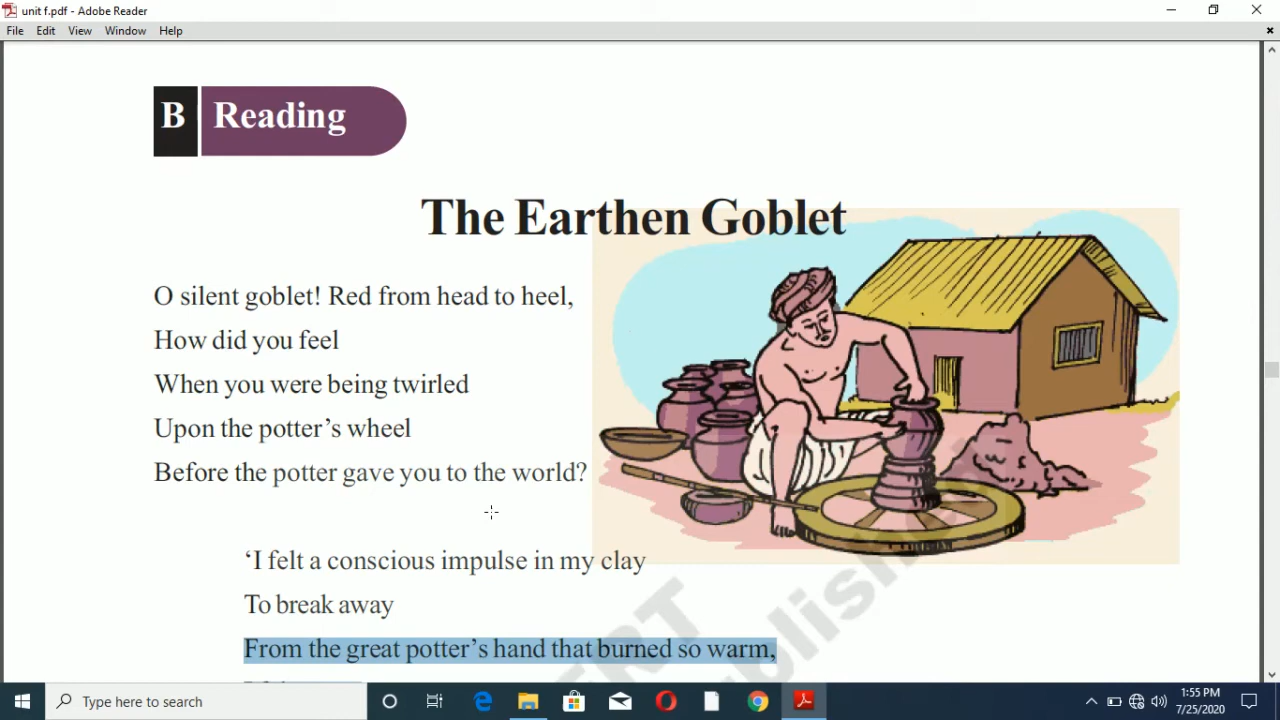 unit f.pdf - Adobe Reader
File Edit View Window Help
B Reading
The Earthen Goblet
O silent goblet! Red from head to heel,
How did you feel
When you were being twirled
Upon the potter’s wheel
Before the potter gave you to the world?
‘I felt a conscious impulse in my clay
To break away
From the great potter’s hand that burned so warm,
Type here to search
1:55 PM
7/25/2020